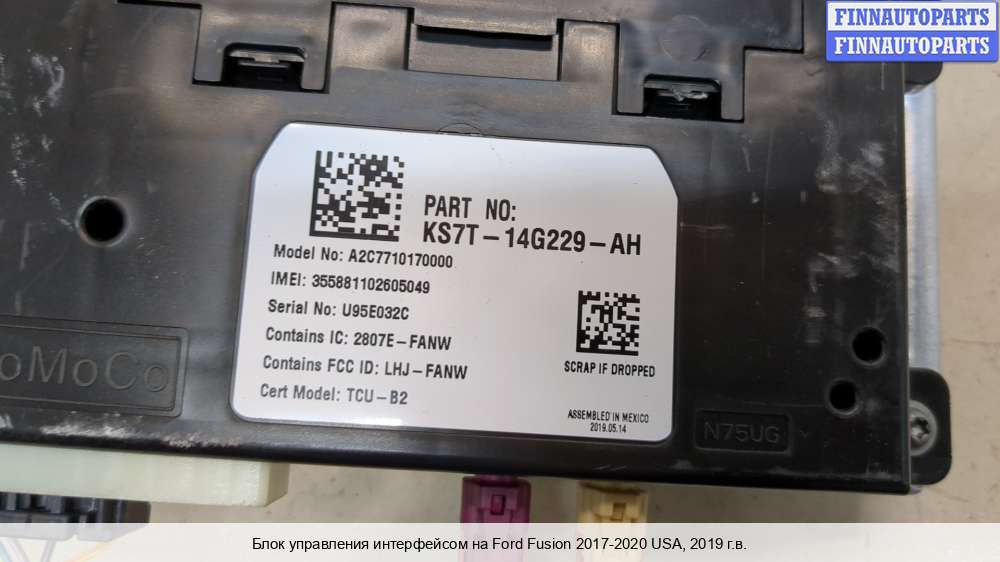 FINNAUTOPARTS
FINNAUTOPARTS
PART NO:
KS7T-14G229-AH
Model No: A2C7710170000
IMEI: 355881102605049
Serial No: U95E032C
Contains IC: 2807E-FANW
Contains FCC ID: LHJ-FANW
Cert Model: TCU-B2
SCRAP IF DROPPED
ASSEMBLED IN MEXICO
2019.05.14
oMoCo
N75UG
Блок управления интерфейсом на Ford Fusion 2017-2020 USA, 2019 г.в.